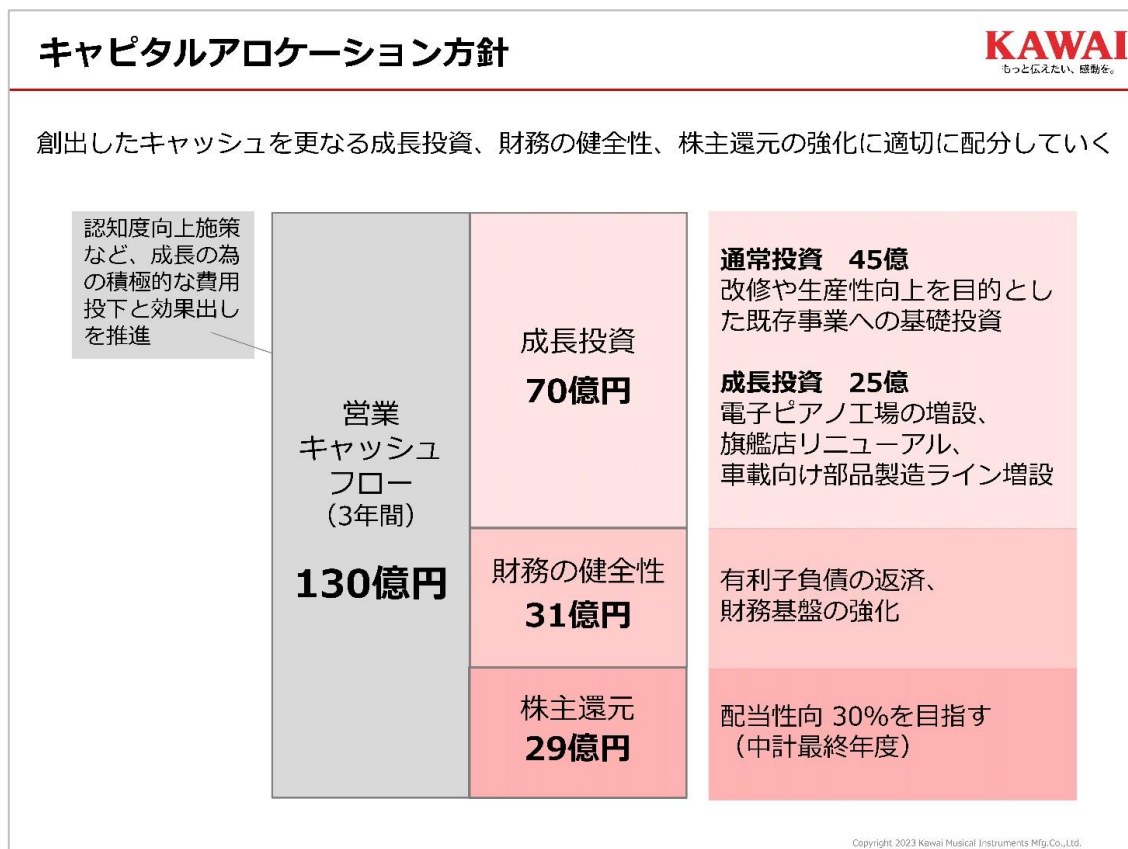 キャピタルアロケーション方針
KAWAI
もっと伝えたい、感動を。
創出したキャッシュを更なる成長投資、財務の健全性、株主還元の強化に適切に配分していく
認知度向上施策
など、成長の為
の積極的な費用
投下と効果出し
を推進
営業
キャッシュ
フロー
（3年間）
130億円
成長投資
70億円
通常投資　45億
改修や生産性向上を目的とし
た既存事業への基礎投資
成長投資　25億
電子ピアノ工場の増設、
旗艦店リニューアル、
車載向け部品製造ライン増設
財務の健全性
31億円
有利子負債の返済、
財務基盤の強化
株主還元
29億円
配当性向 30%を目指す
（中計最終年度）
Copyright 2023 Kawai Musical Instruments Mfg.Co.,Ltd.